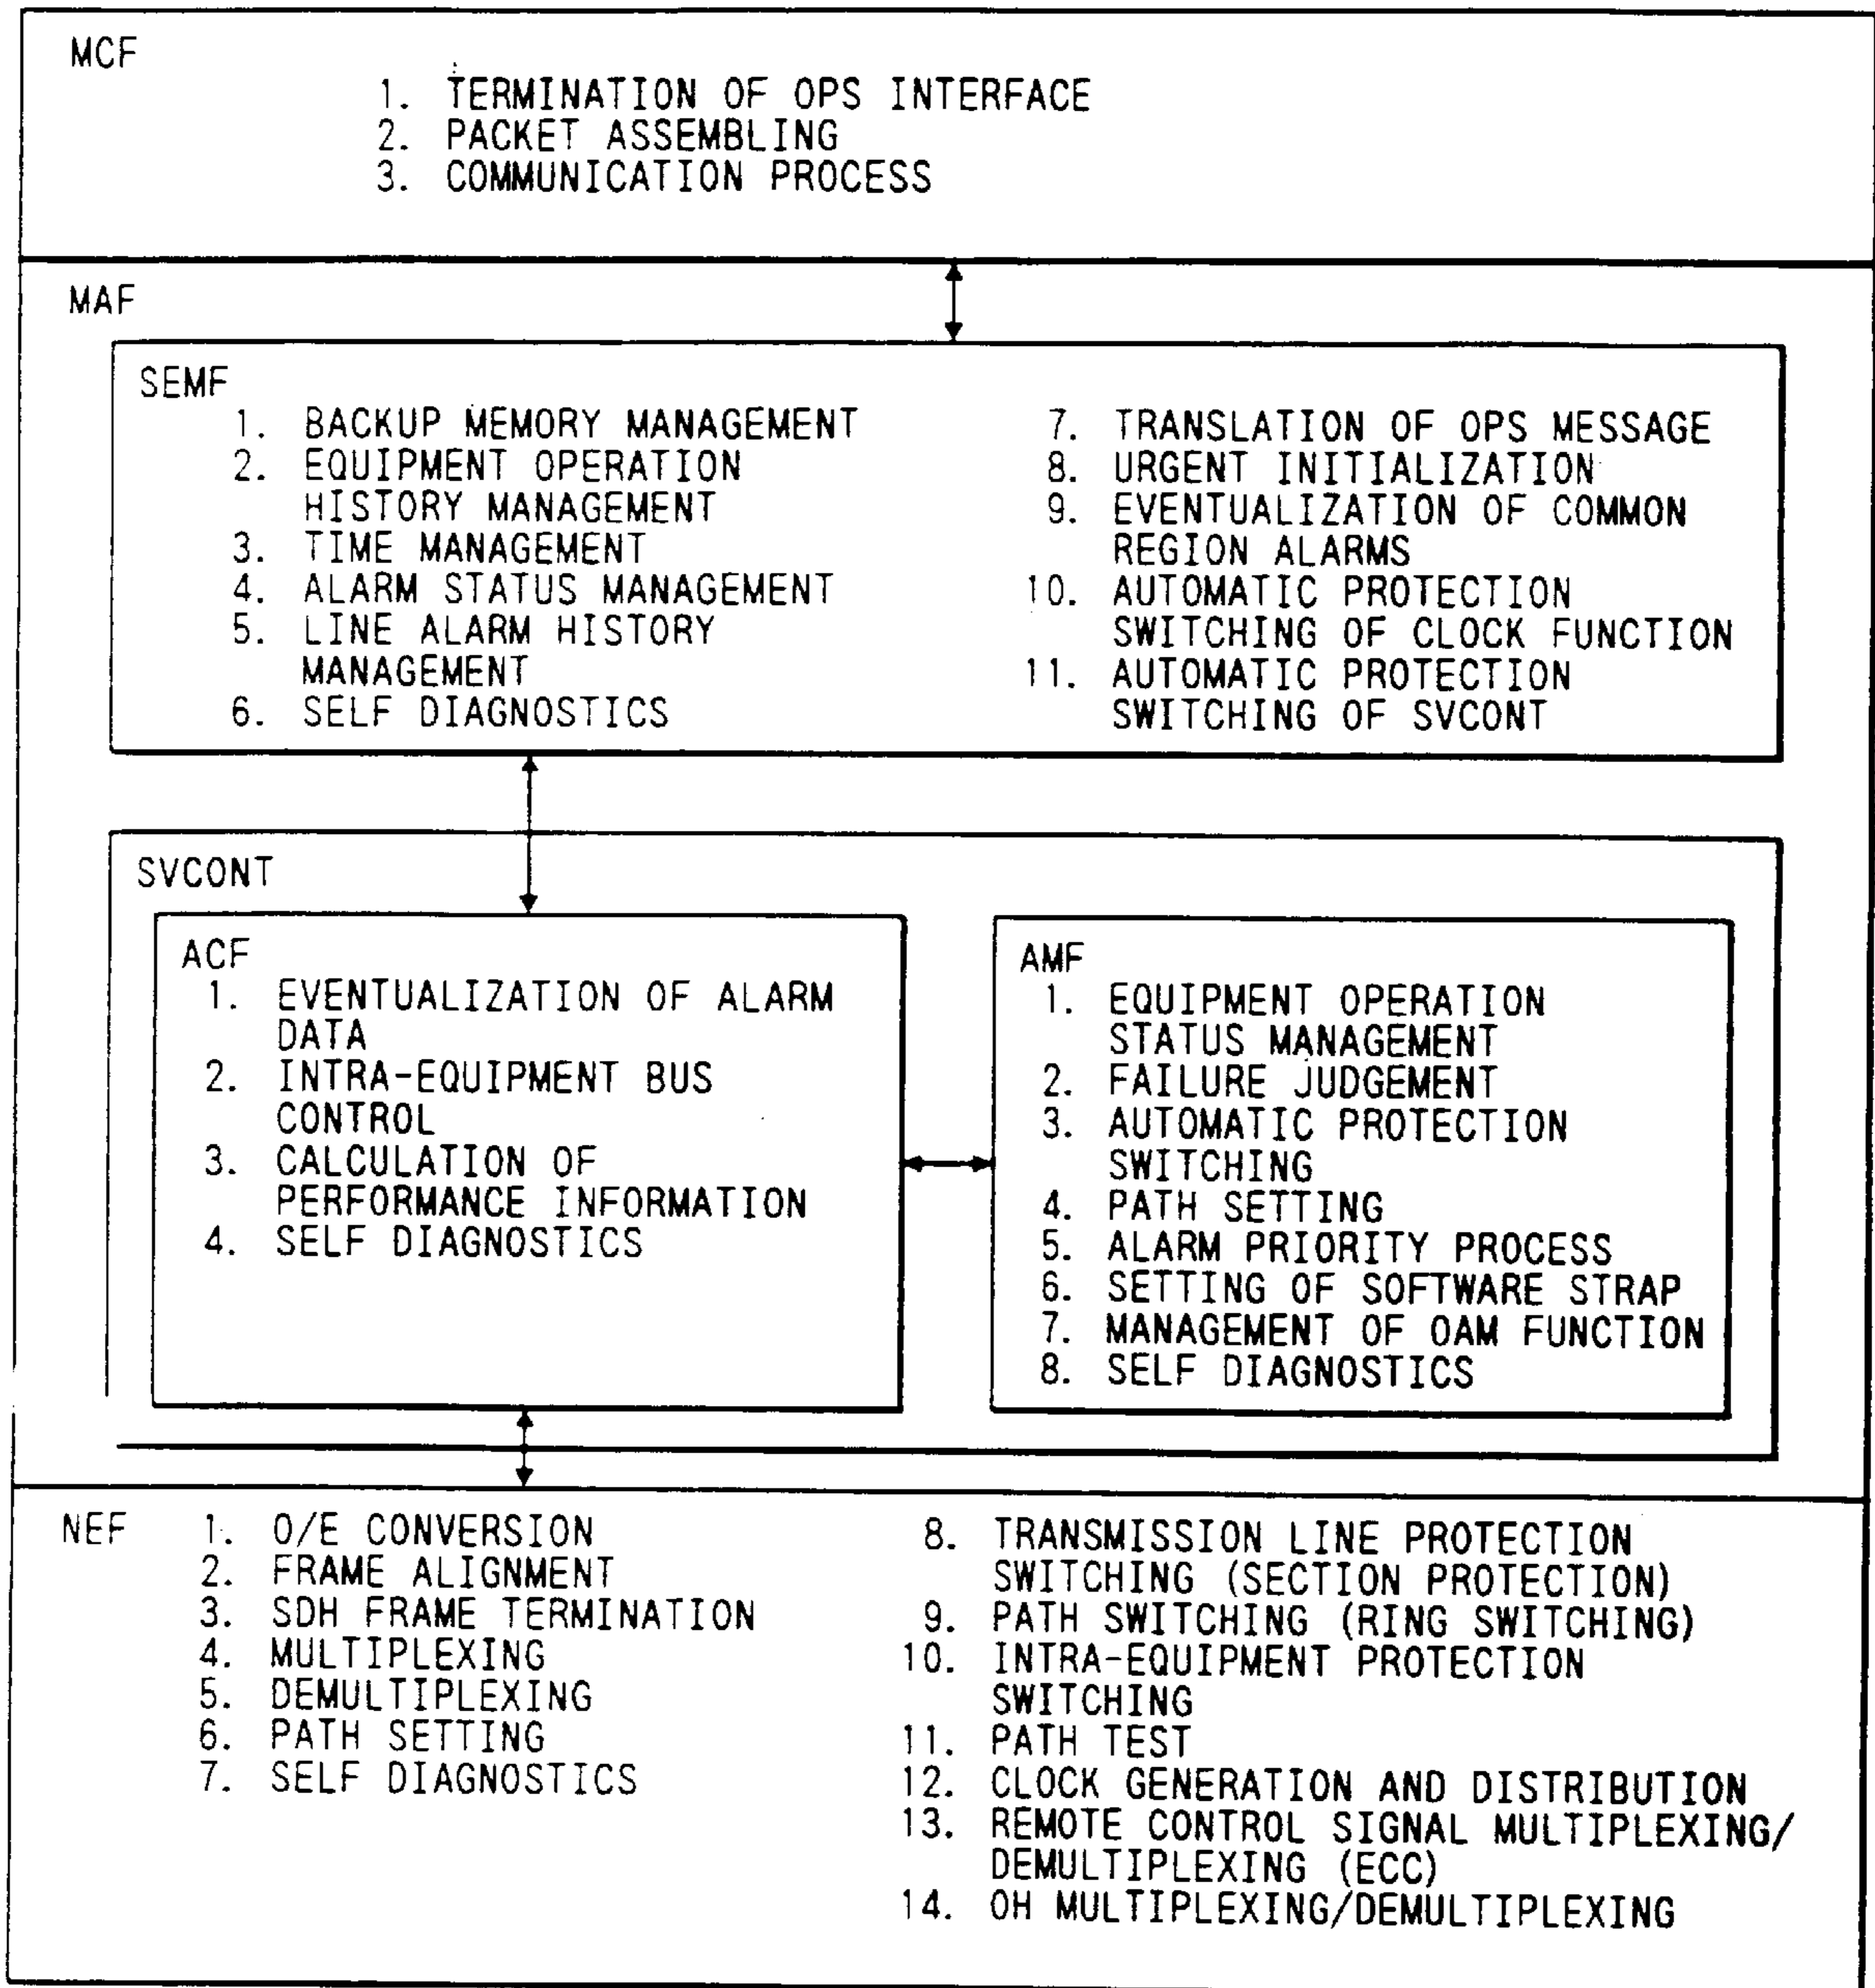 MCF
1. TERMINATION OF OPS INTERFACE
2. PACKET ASSEMBLING
3. COMMUNICATION PROCESS
MAF
SEMF
1. BACKUP MEMORY MANAGEMENT
2. EQUIPMENT OPERATION
HISTORY MANAGEMENT
3. TIME MANAGEMENT
4. ALARM STATUS MANAGEMENT
5. LINE ALARM HISTORY
MANAGEMENT
6. SELF DIAGNOSTICS
7. TRANSLATION OF OPS MESSAGE
8. URGENT INITIALIZATION
9. EVENTUALIZATION OF COMMON
REGION ALARMS
10. AUTOMATIC PROTECTION
SWITCHING OF CLOCK FUNCTION
11. AUTOMATIC PROTECTION
SWITCHING OF SVCONT
SVCONT
ACF
1. EVENTUALIZATION OF ALARM
DATA
2. INTRA-EQUIPMENT BUS
CONTROL
3. CALCULATION OF
PERFORMANCE INFORMATION
4. SELF DIAGNOSTICS
AMF
1. EQUIPMENT OPERATION
STATUS MANAGEMENT
2. FAILURE JUDGEMENT
3. AUTOMATIC PROTECTION
SWITCHING
4. PATH SETTING
5. ALARM PRIORITY PROCESS
6. SETTING OF SOFTWARE STRAP
7. MANAGEMENT OF OAM FUNCTION
8. SELF DIAGNOSTICS
NEF
1. O/E CONVERSION
2. FRAME ALIGNMENT
3. SDH FRAME TERMINATION
4. MULTIPLEXING
5. DEMULTIPLEXING
6. PATH SETTING
7. SELF DIAGNOSTICS
8. TRANSMISSION LINE PROTECTION
SWITCHING (SECTION PROTECTION)
9. PATH SWITCHING (RING SWITCHING)
10. INTRA-EQUIPMENT PROTECTION
SWITCHING
11. PATH TEST
12. CLOCK GENERATION AND DISTRIBUTION
13. REMOTE CONTROL SIGNAL MULTIPLEXING/
DEMULTIPLEXING (ECC)
14. OH MULTIPLEXING/DEMULTIPLEXING